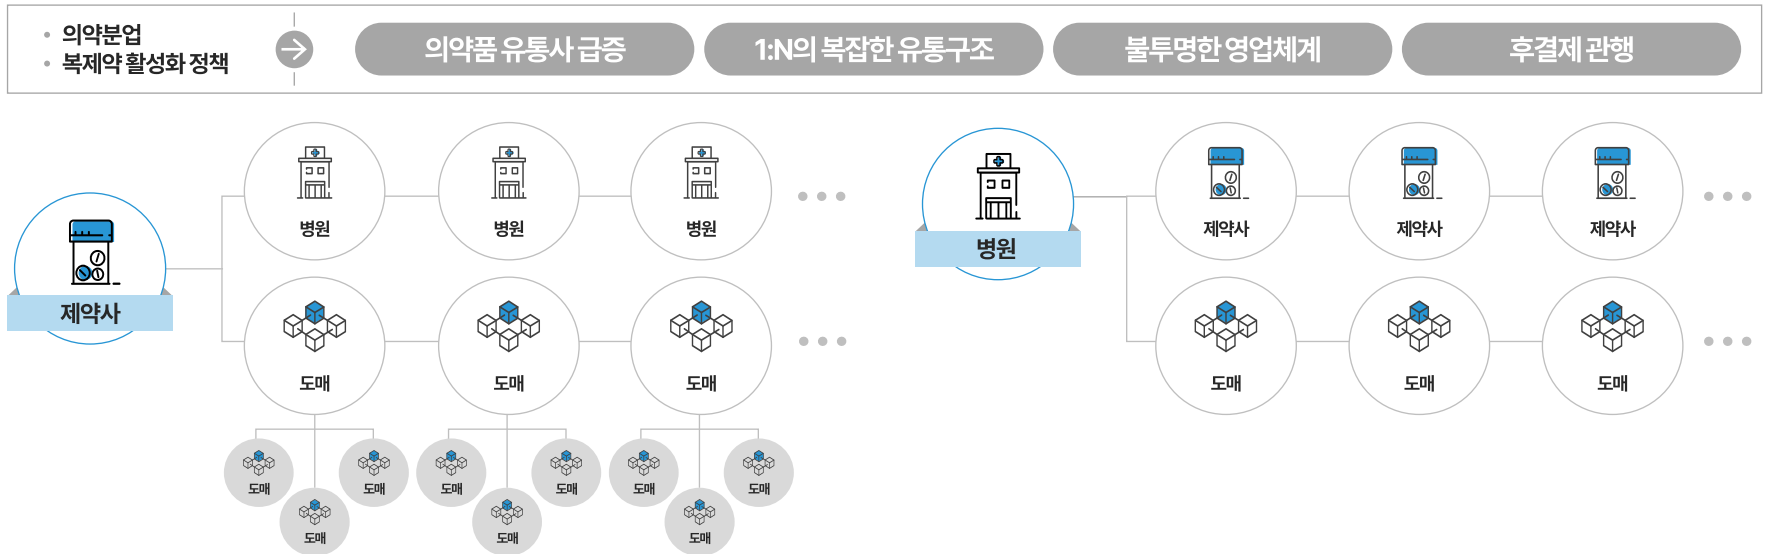 • 의약분업
• 복제약 활성화 정책
의약품 유통사 급증
1:N의 복잡한 유통구조
불투명한 영업체계
후결제 관행
제약사
병원 병원 병원
도매 도매 도매
도매 도매 도매 도매 도매 도매
도매 도매 도매
병원
제약사 제약사 제약사
도매 도매 도매